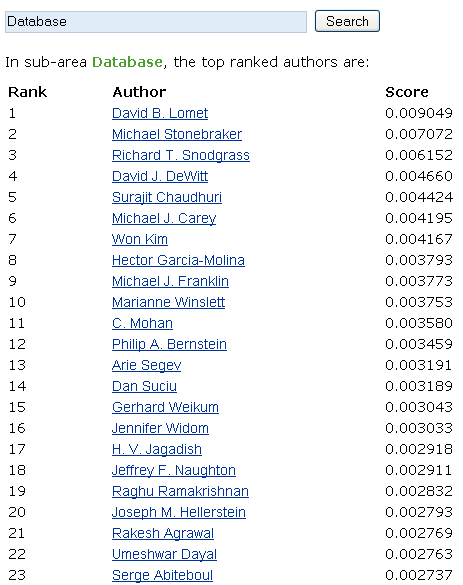 Database Search
In sub-area Database, the top ranked authors are:
Rank Author Score
1 David B. Lomet 0.009049
2 Michael Stonebraker 0.007072
3 Richard T. Snodgrass 0.006152
4 David J. DeWitt 0.004660
5 Surajit Chaudhuri 0.004424
6 Michael J. Carey 0.004195
7 Won Kim 0.004167
8 Hector Garcia-Molina 0.003793
9 Michael J. Franklin 0.003773
10 Marianne Winslett 0.003753
11 C. Mohan 0.003580
12 Philip A. Bernstein 0.003459
13 Arie Segev 0.003191
14 Dan Suciu 0.003189
15 Gerhard Weikum 0.003043
16 Jennifer Widom 0.003033
17 H. V. Jagadish 0.002918
18 Jeffrey F. Naughton 0.002911
19 Raghu Ramakrishnan 0.002832
20 Joseph M. Hellerstein 0.002793
21 Rakesh Agrawal 0.002769
22 Umeshwar Dayal 0.002763
23 Serge Abiteboul 0.002737